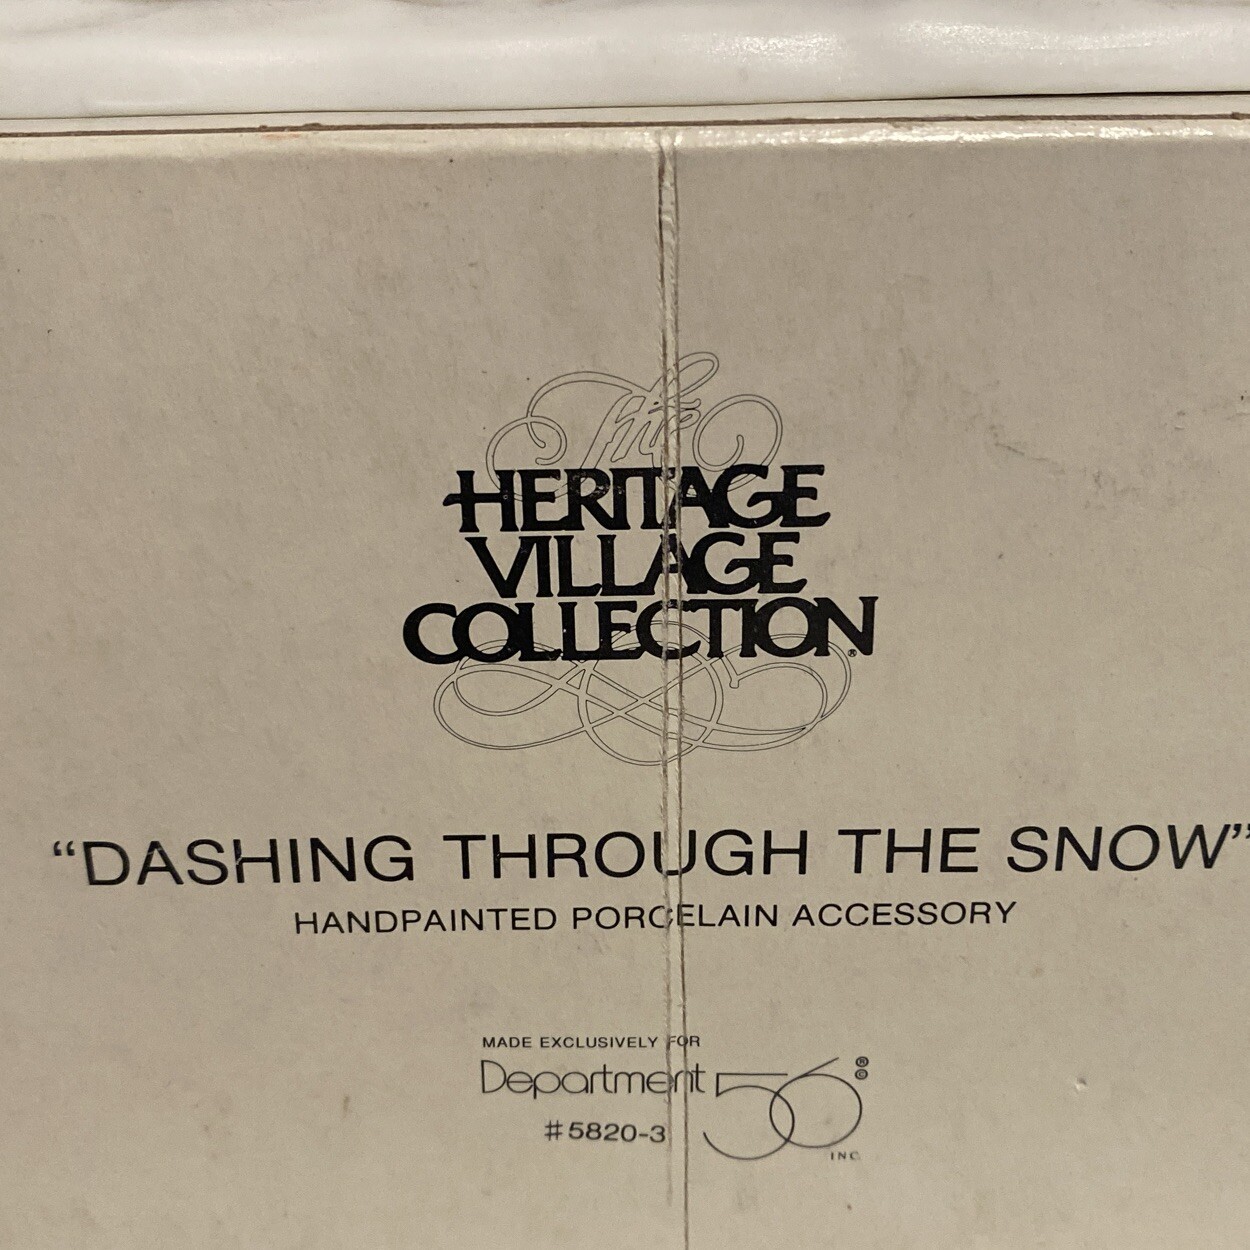 The
HERITAGE
VILLAGE
COLLECTION®
“DASHING THROUGH THE SNOW”
HANDPAINTED PORCELAIN ACCESSORY
MADE EXCLUSIVELY FOR
Department 56 ® ©
INC.
#5820-3